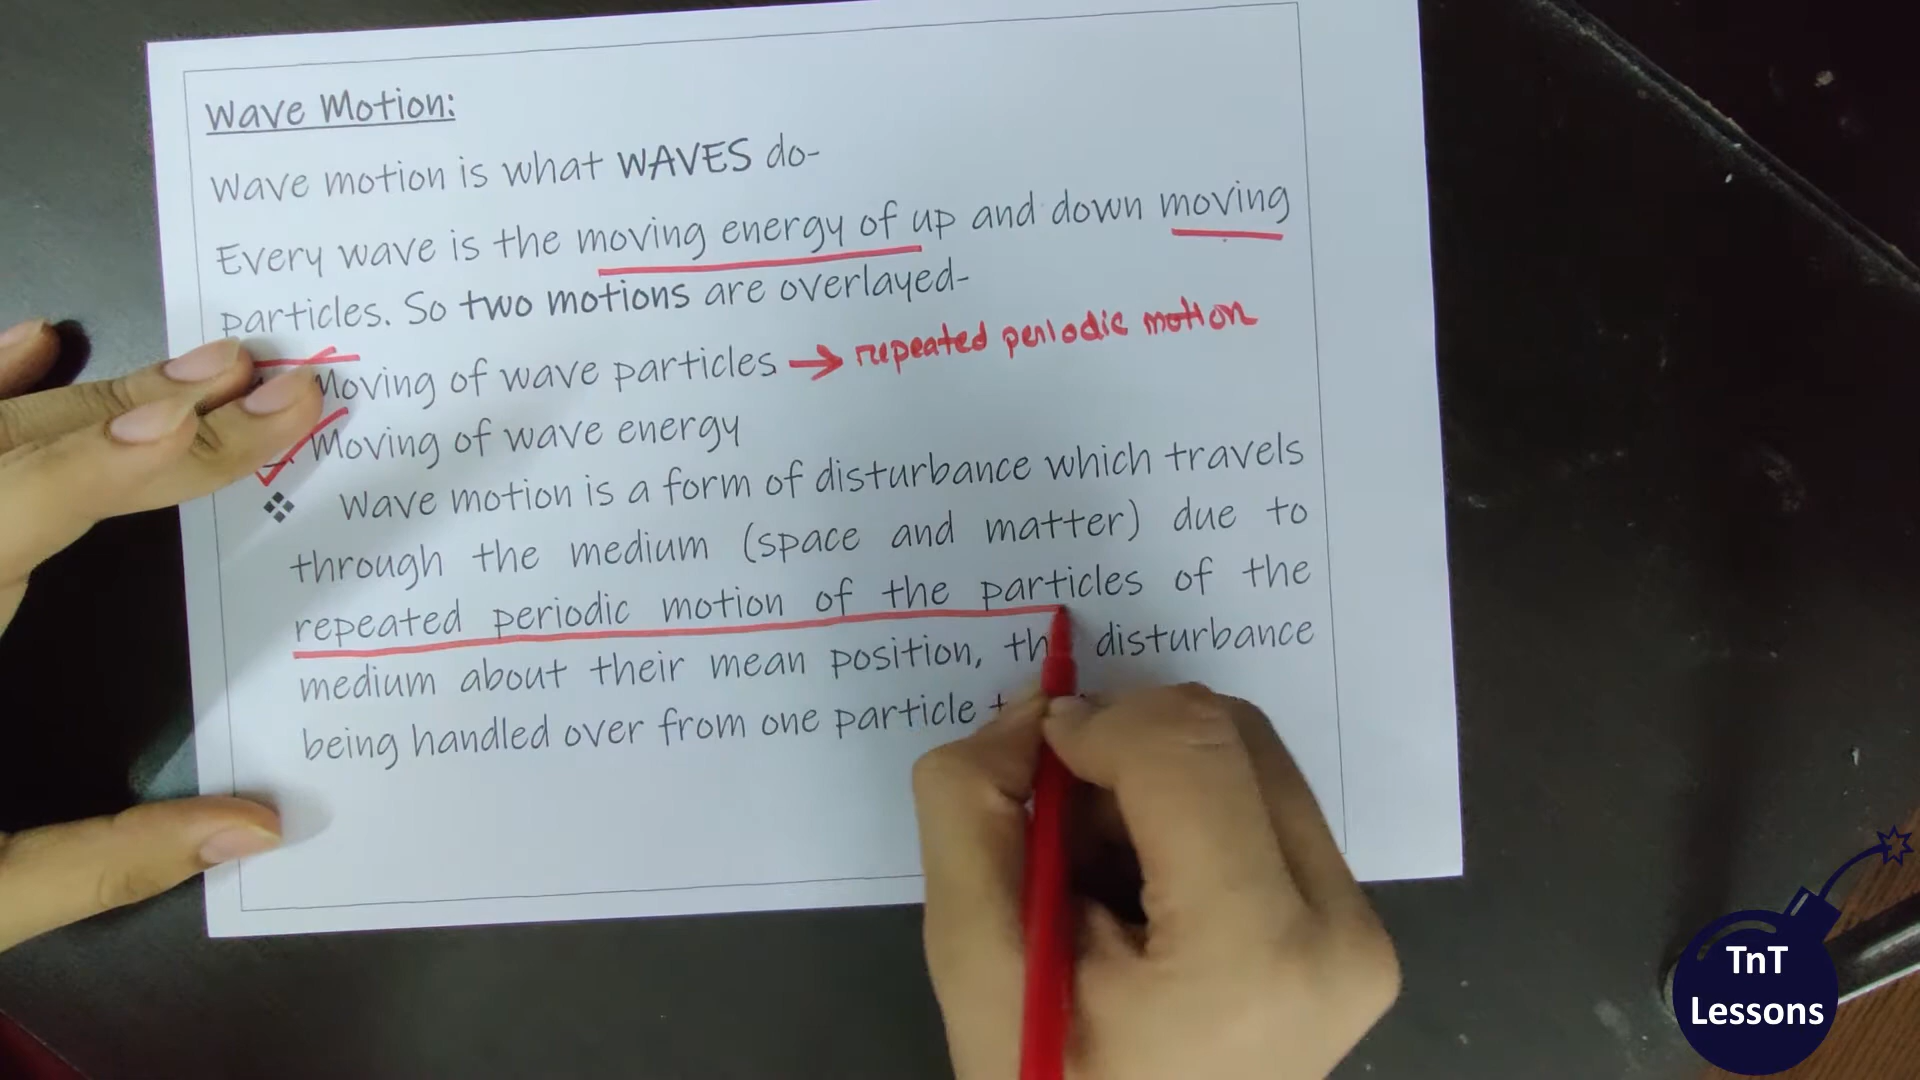 Wave Motion:
Wave motion is what WAVES do-
Every wave is the moving energy of up and down moving
particles. So two motions are overlayed-
Moving of wave particles → repeated periodic motion
Moving of wave energy
❖ Wave motion is a form of disturbance which travels
through the medium (space and matter) due to
repeated periodic motion of the particles of the
medium about their mean position, disturbance
being handled over from one particle
TnT
Lessons